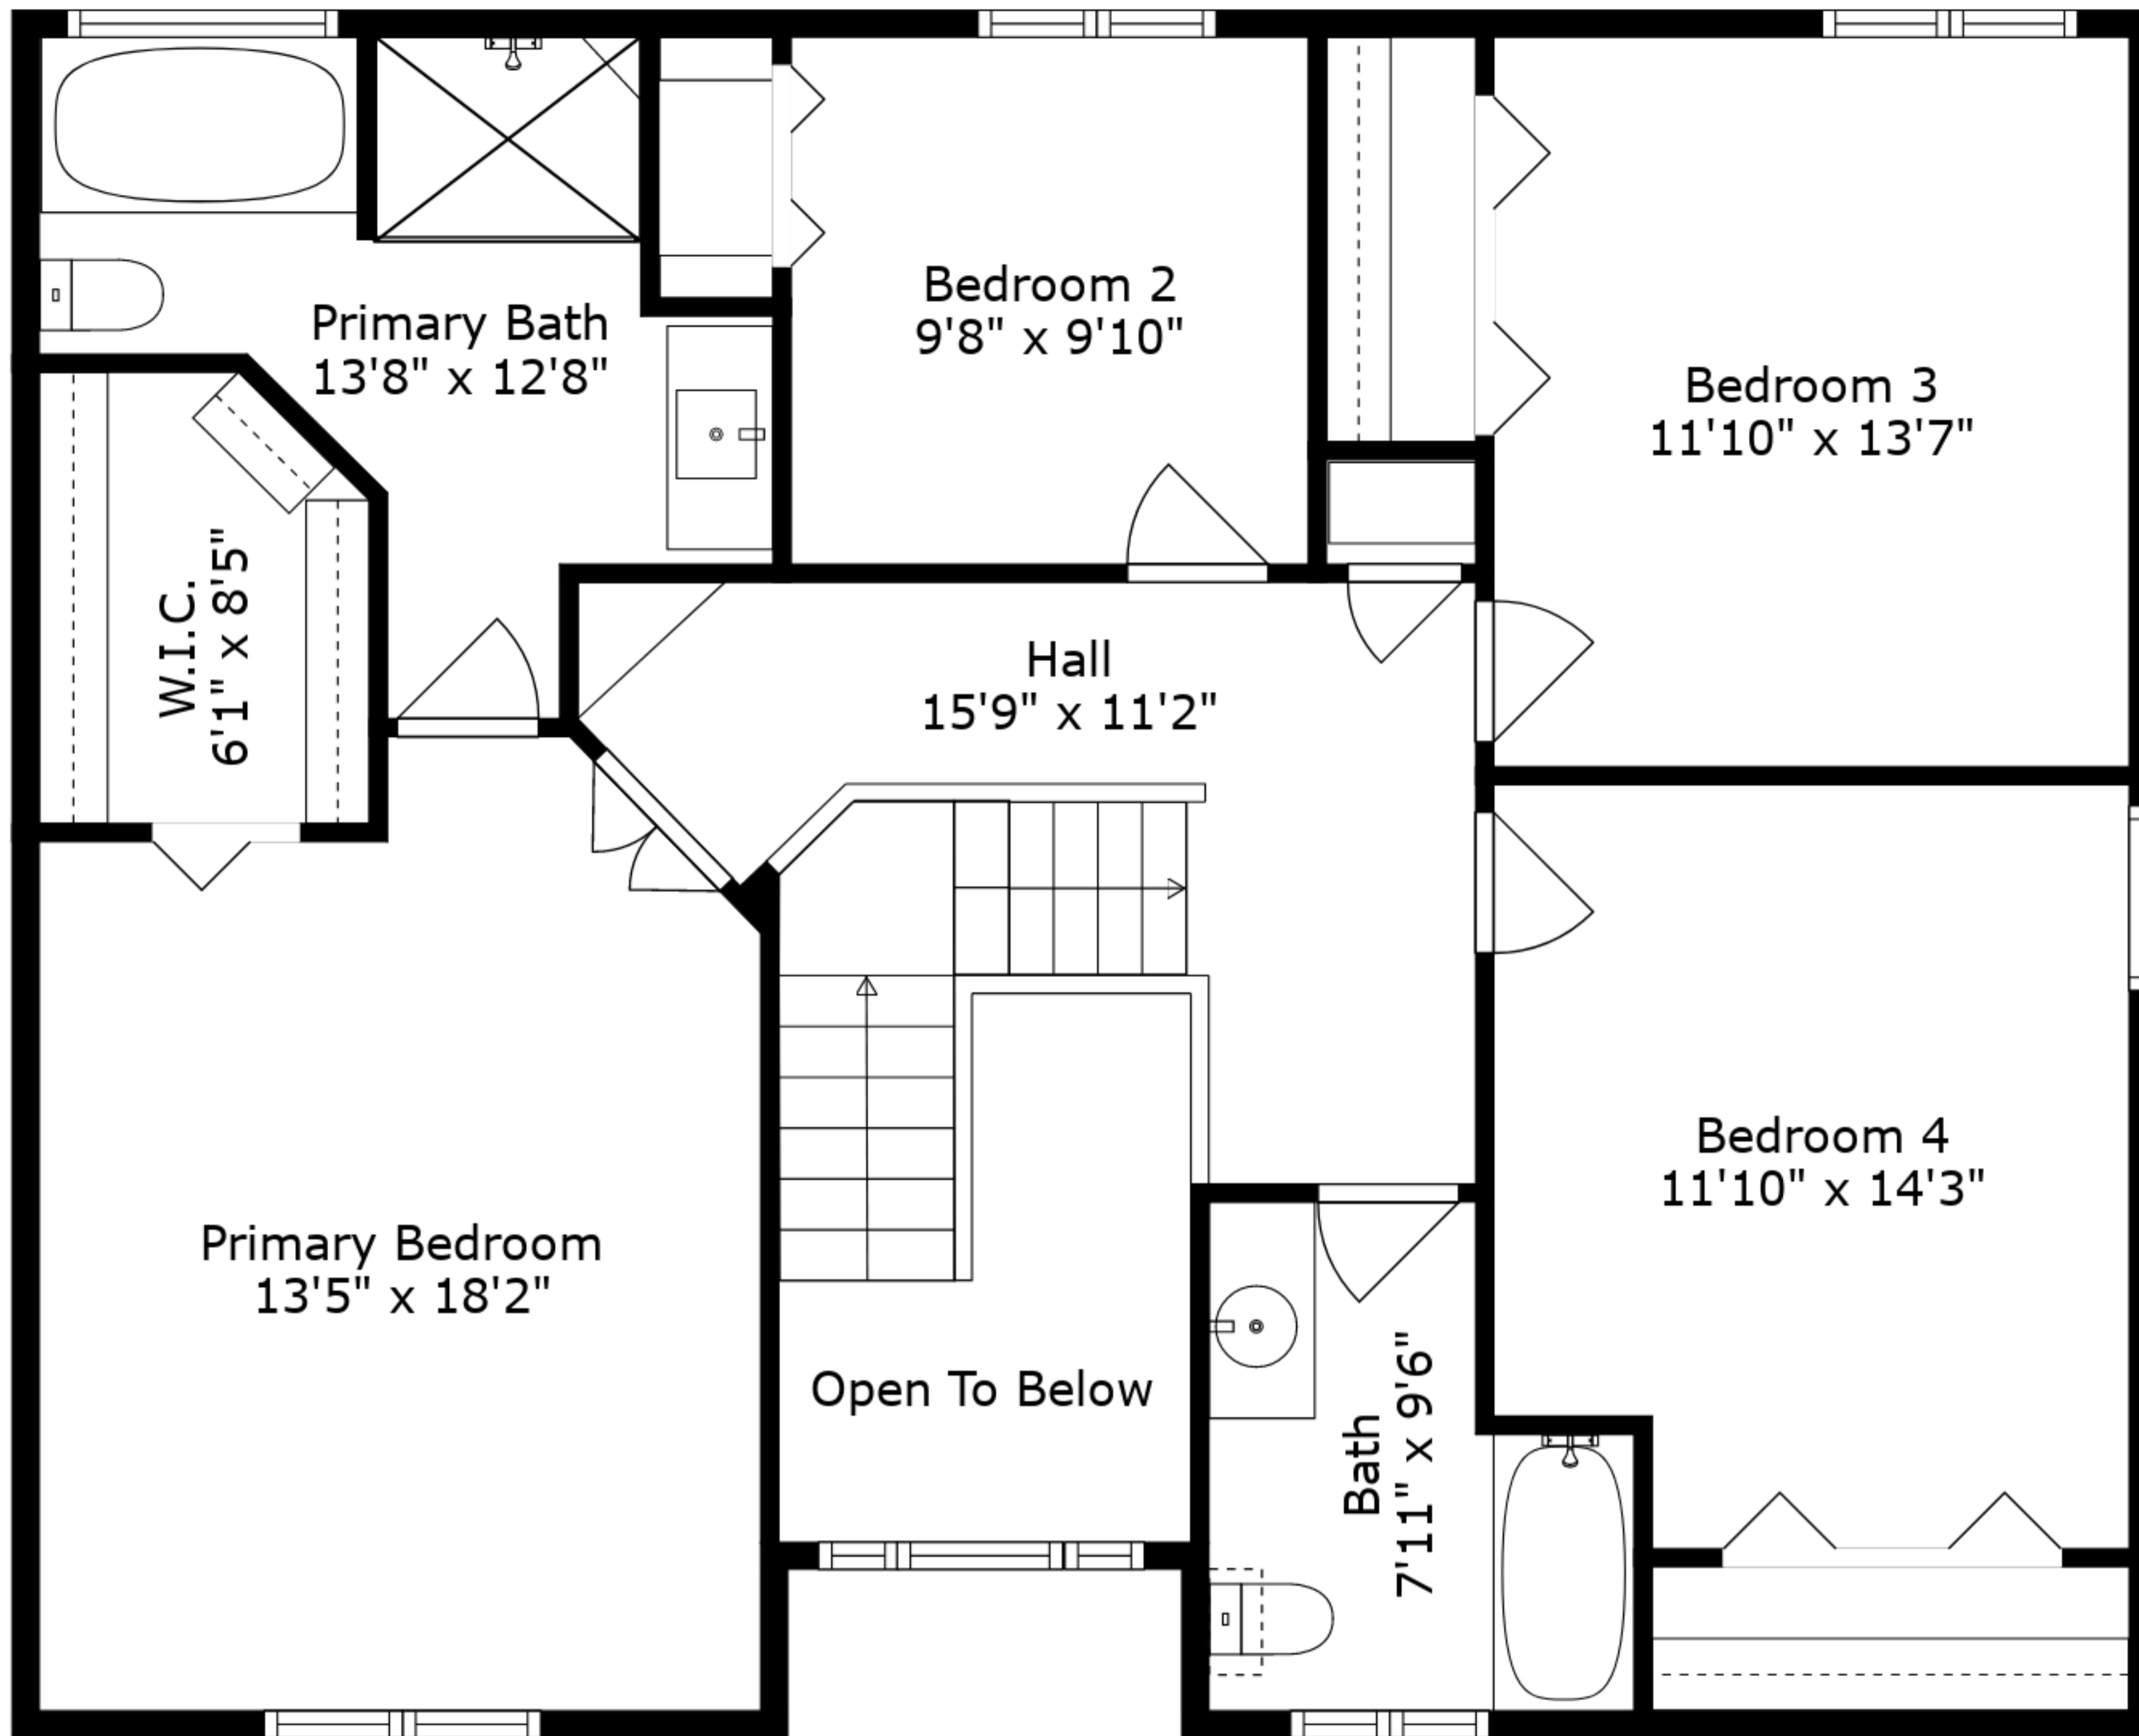 Primary Bath
13'8" x 12'8"
Bedroom 2
9'8" x 9'10"
Bedroom 3
11'10" x 13'7"
W.I.C.
6'1" x 8'5"
Hall
15'9" x 11'2"
Bedroom 4
11'10" x 14'3"
Primary Bedroom
13'5" x 18'2"
Open To Below
Bath
7'11" x 9'6"